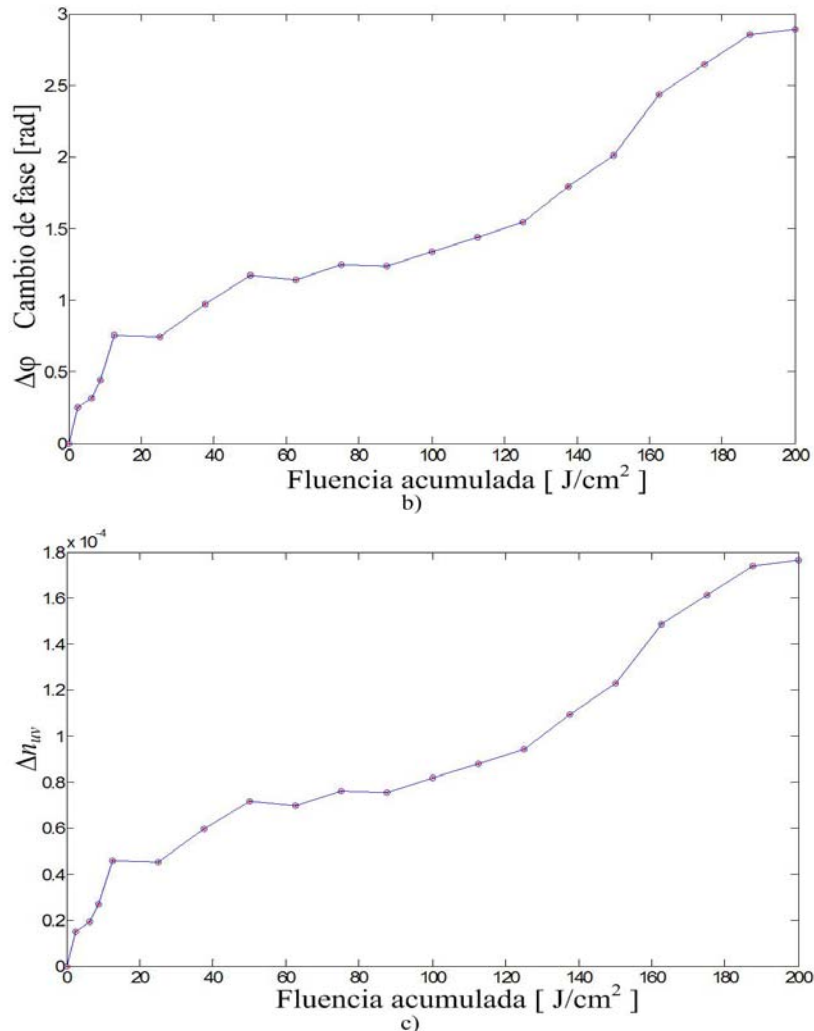 3
2.5
2
1.5
1
0.5
0
Δφ Cambio de fase [rad]
0 20 40 60 80 100 120 140 160 180 200
Fluencia acumulada [ J/cm² ]
b)
1.8 x 10⁻⁴
1.6
1.4
1.2
1
0.8
0.6
0.4
0.2
0
Δn_uv
0 20 40 60 80 100 120 140 160 180 200
Fluencia acumulada [ J/cm² ]
c)